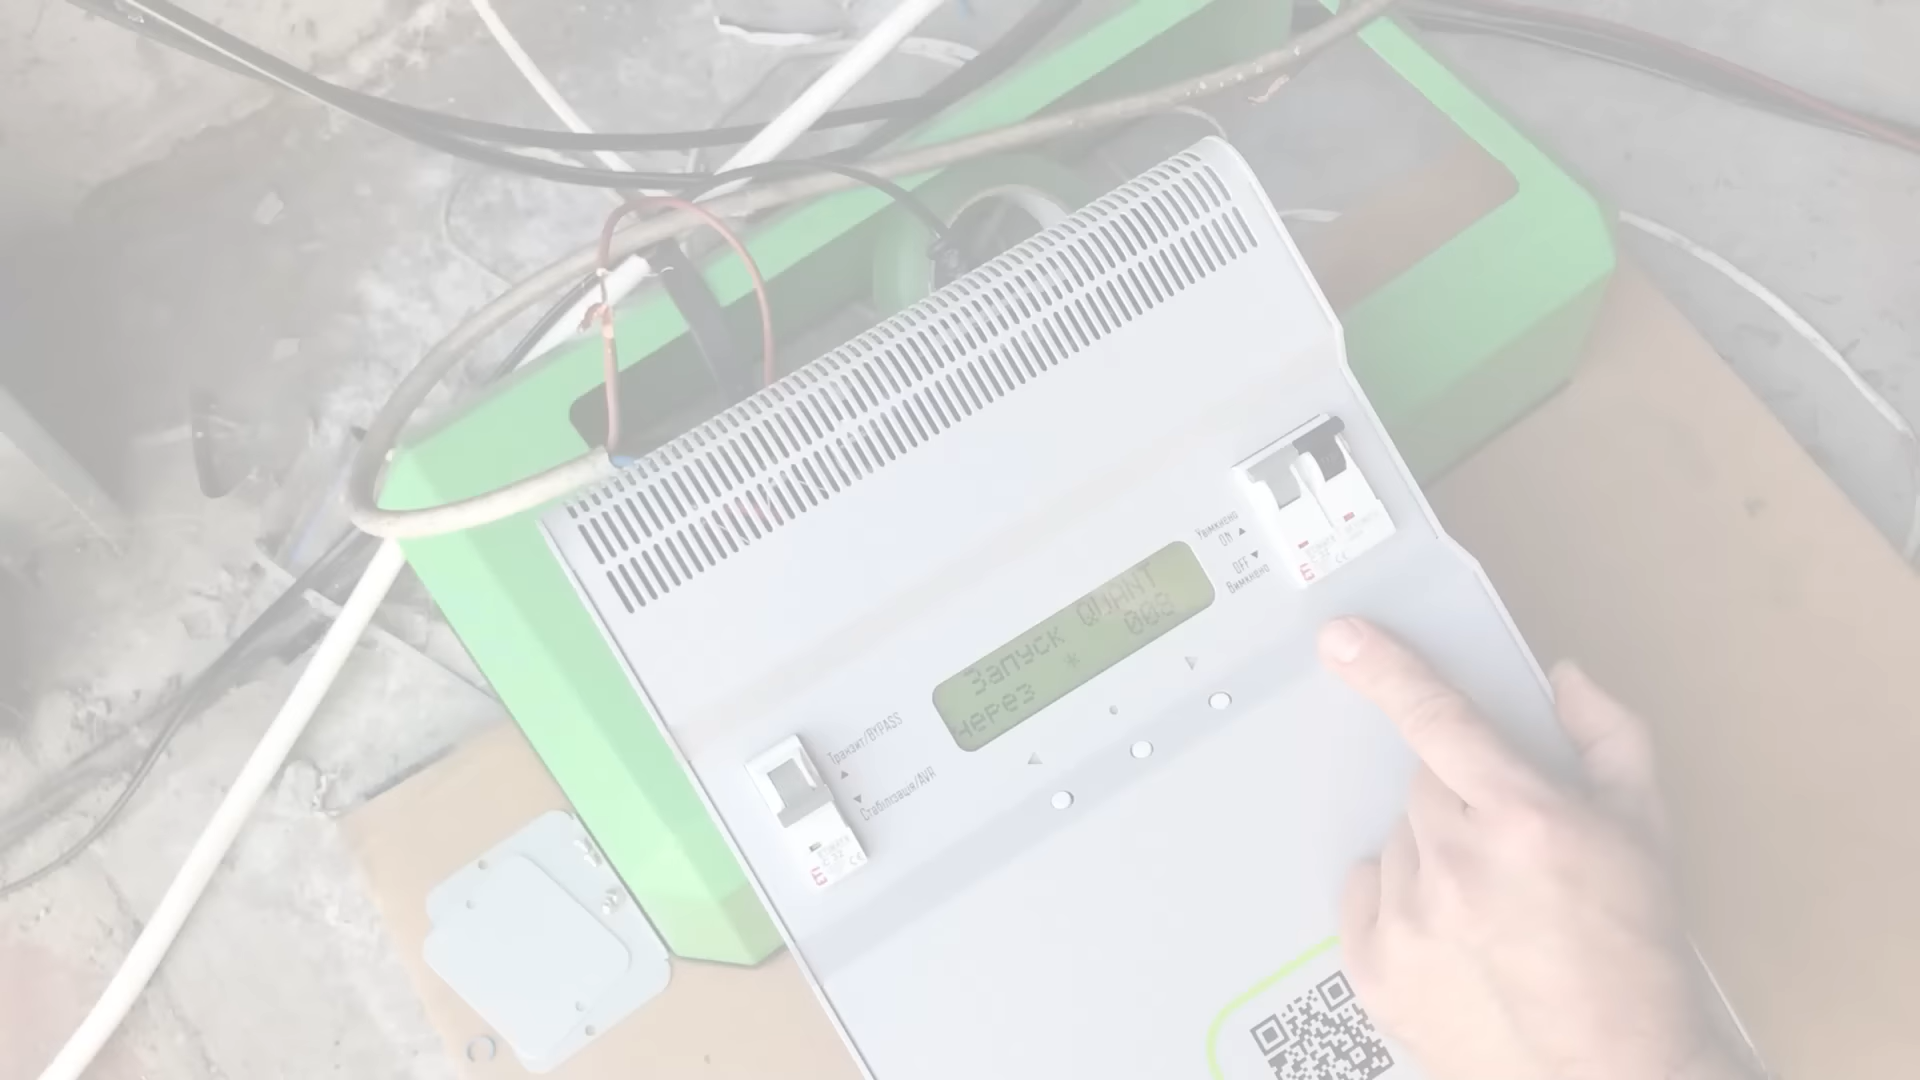 Запуск QUANT
через * 008
Увімкнено
ON ▲
OFF ▼
Вимкнено
Транзит/BYPASS
▲
▼
Стабілізація/AVR